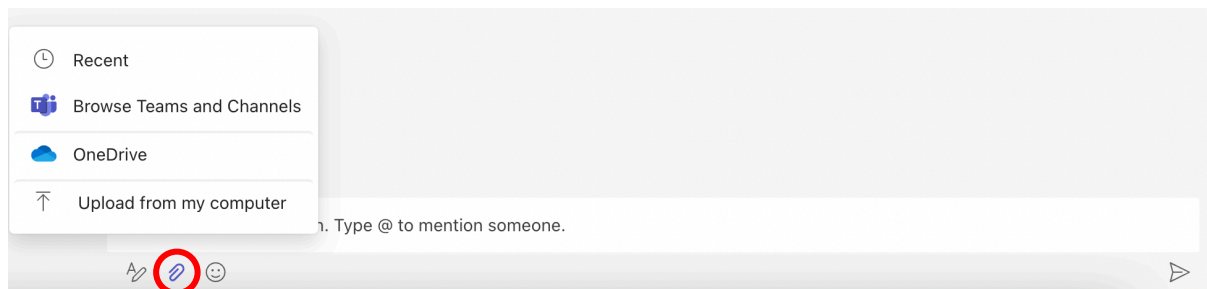 Recent
Browse Teams and Channels
OneDrive
Upload from my computer
. Type @ to mention someone.